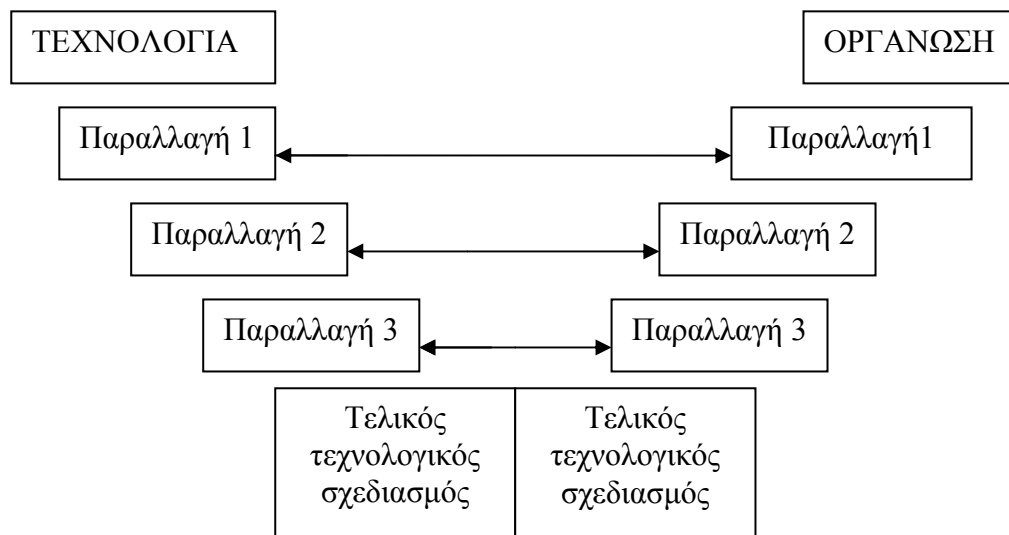 ΤΕΧΝΟΛΟΓΙΑ
ΟΡΓΑΝΩΣΗ
Παραλλαγή 1
Παραλλαγή1
Παραλλαγή 2
Παραλλαγή 2
Παραλλαγή 3
Παραλλαγή 3
Τελικός
τεχνολογικός
σχεδιασμός
Τελικός
τεχνολογικός
σχεδιασμός